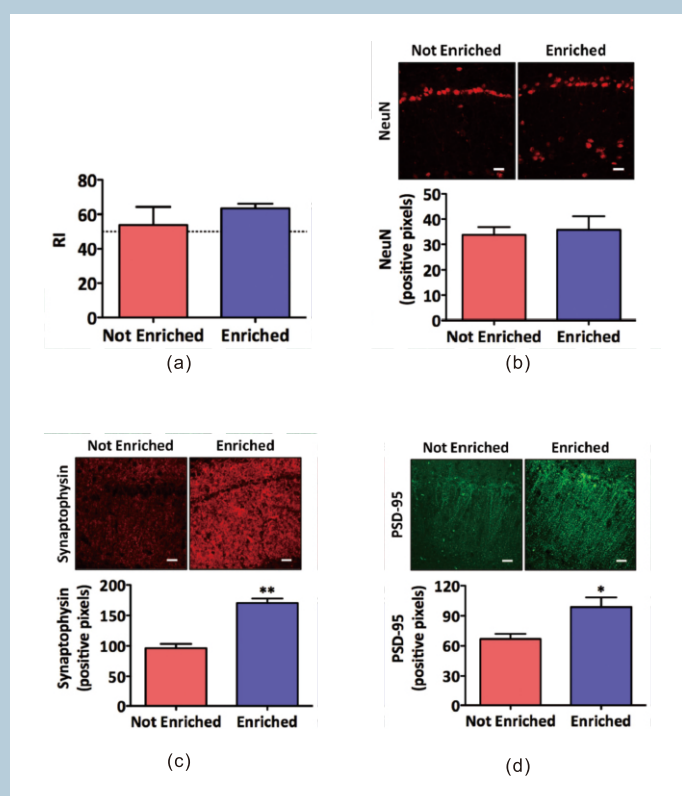 80
60
40
20
0
RI
Not Enriched Enriched
(a)
Not Enriched Enriched
NeuN
50
40
30
20
10
0
NeuN
(positive pixels)
Not Enriched Enriched
(b)
Not Enriched Enriched
Synaptophysin
200
150
100
50
0
Synaptophysin
(positive pixels)
**
Not Enriched Enriched
(c)
Not Enriched Enriched
PSD-95
120
90
60
30
0
PSD-95
(positive pixels)
*
Not Enriched Enriched
(d)